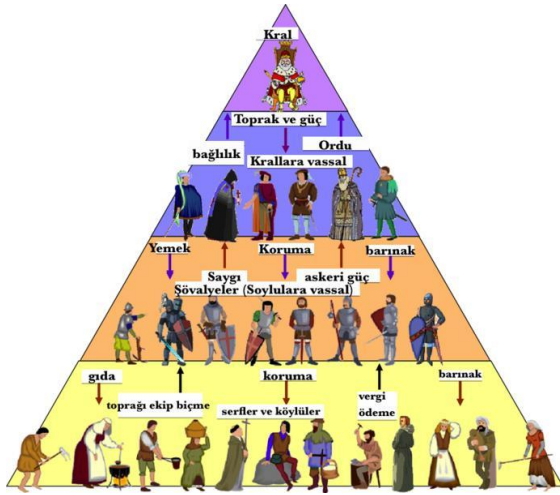 Kral
Toprak ve güç
bağlılık
Ordu
Krallara vassal
Yemek
Koruma
barınak
Saygı
askeri güç
Şövalyeler (Soylulara vassal)
gıda
koruma
barınak
toprağı ekip biçme
serfler ve köylüler
vergi
ödeme